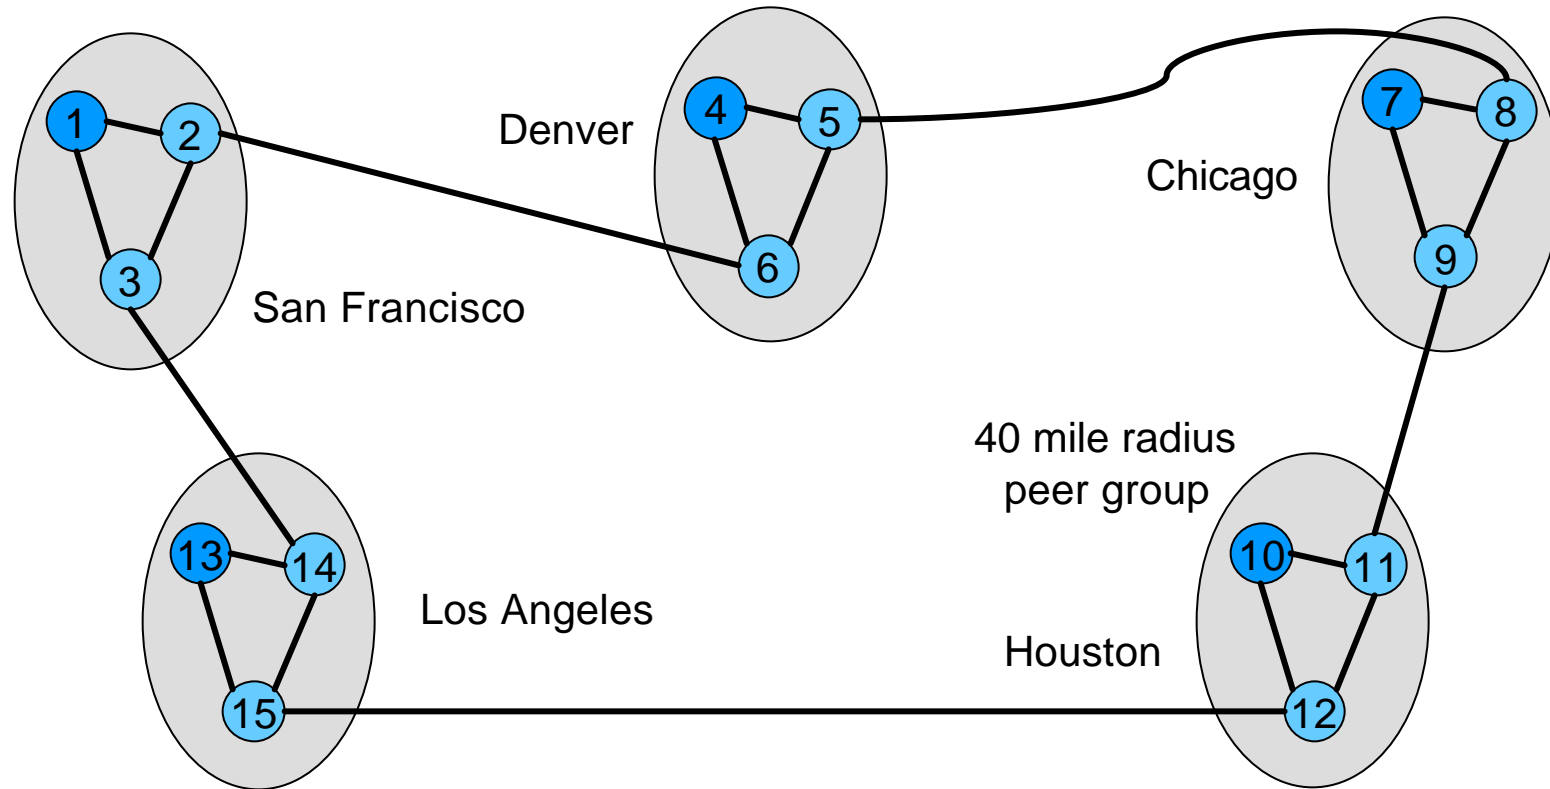 1
2
3
San Francisco
Denver
4
5
6
Chicago
7
8
9
40 mile radius
peer group
13
14
15
Los Angeles
Houston
10
11
12